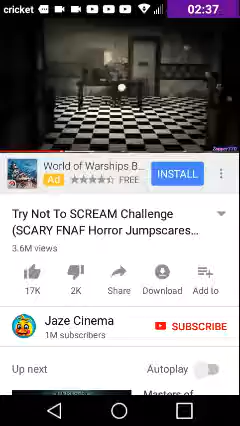 cricket 02:37
Zapper770
World of Warships B...
Ad FREE
INSTALL
Try Not To SCREAM Challenge
(SCARY FNAF Horror Jumpscares...
3.6M views
17K 2K Share Download Add to
Jaze Cinema
1M subscribers
SUBSCRIBE
Up next Autoplay
Masters of